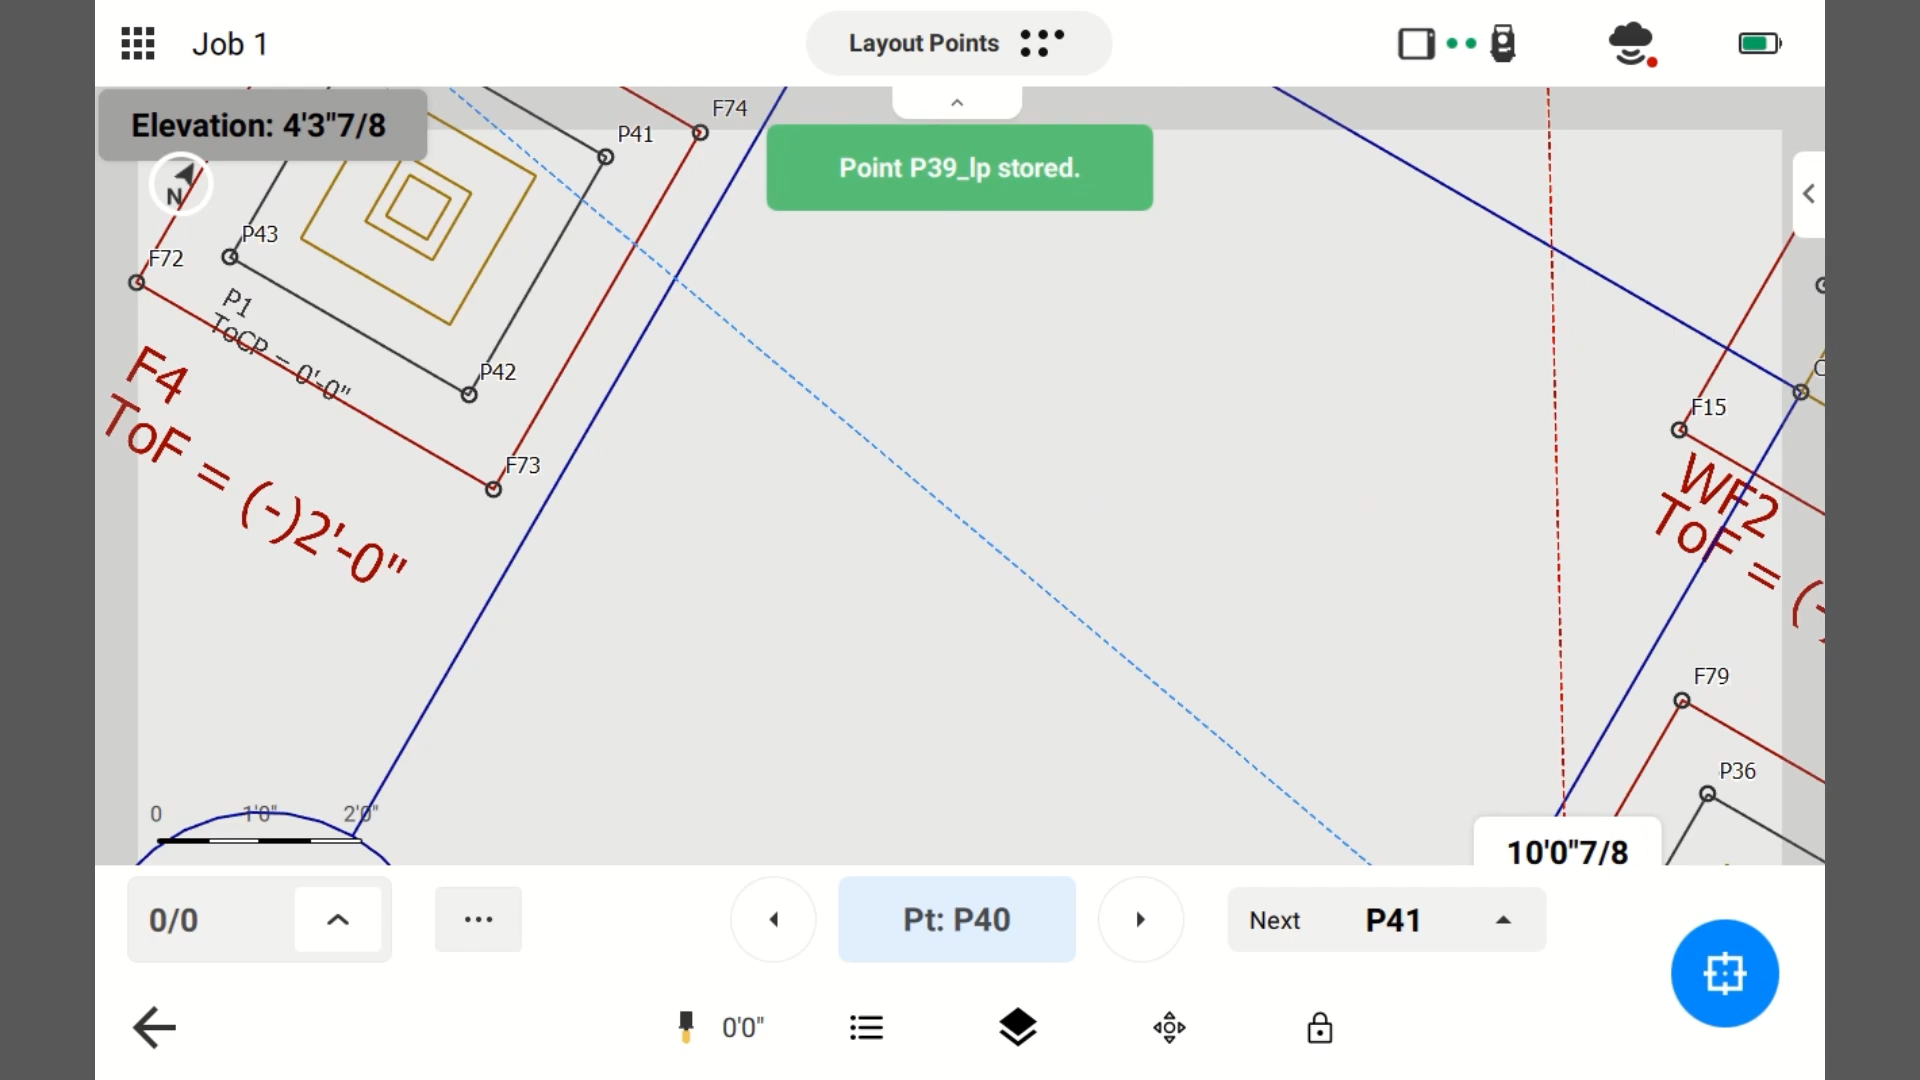 Job 1
Layout Points
Elevation: 4'3"7/8
N
Point P39_lp stored.
F74
P41
P43
F72
P1
ToCP – 0'-0"
P42
F4
ToF = (-)2'-0"
F73
F15
WF2
ToF = (-
F79
P36
0 1'0" 2'0"
10'0"7/8
0/0
...
Pt: P40
Next P41
0'0"